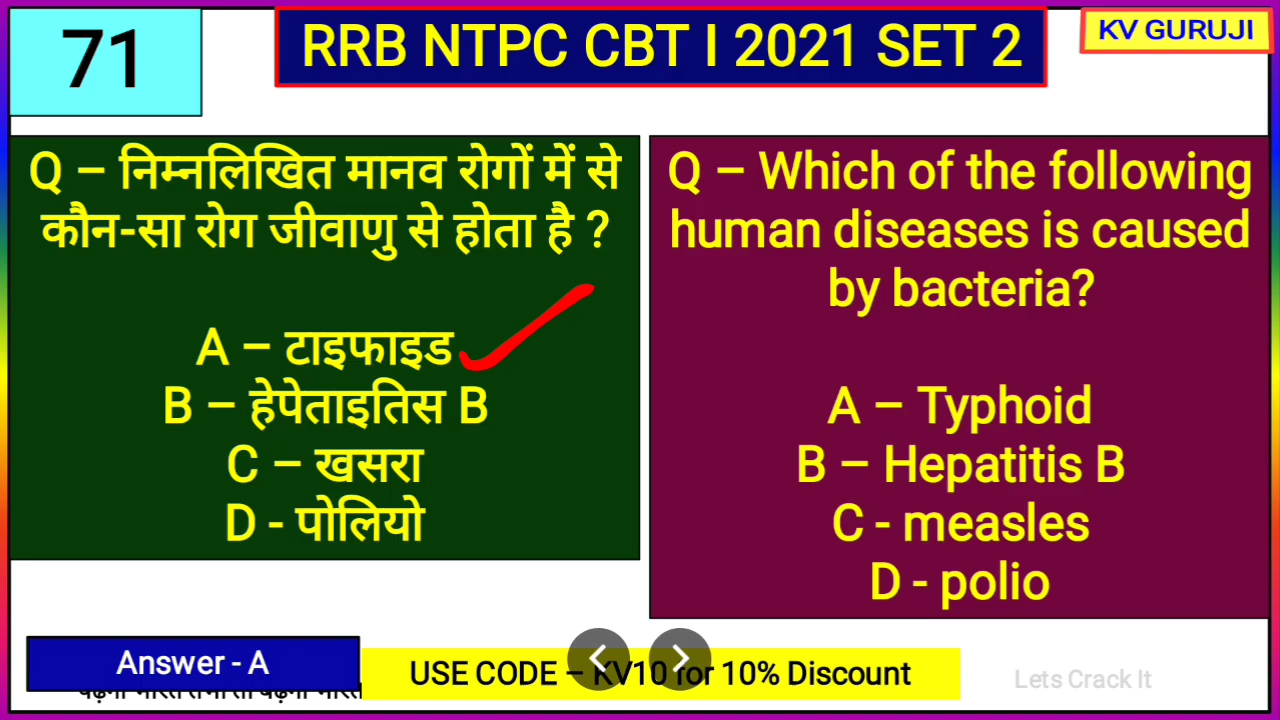 71
RRB NTPC CBT I 2021 SET 2
KV GURUJI
Q – निम्नलिखित मानव रोगों में से
कौन-सा रोग जीवाणु से होता है ?
A – टाइफाइड
B – हेपेताइतिस B
C – खसरा
D - पोलियो
Q – Which of the following
human diseases is caused
by bacteria?
A – Typhoid
B – Hepatitis B
C - measles
D - polio
Answer - A
USE CODE – KV10 for 10% Discount
Lets Crack It